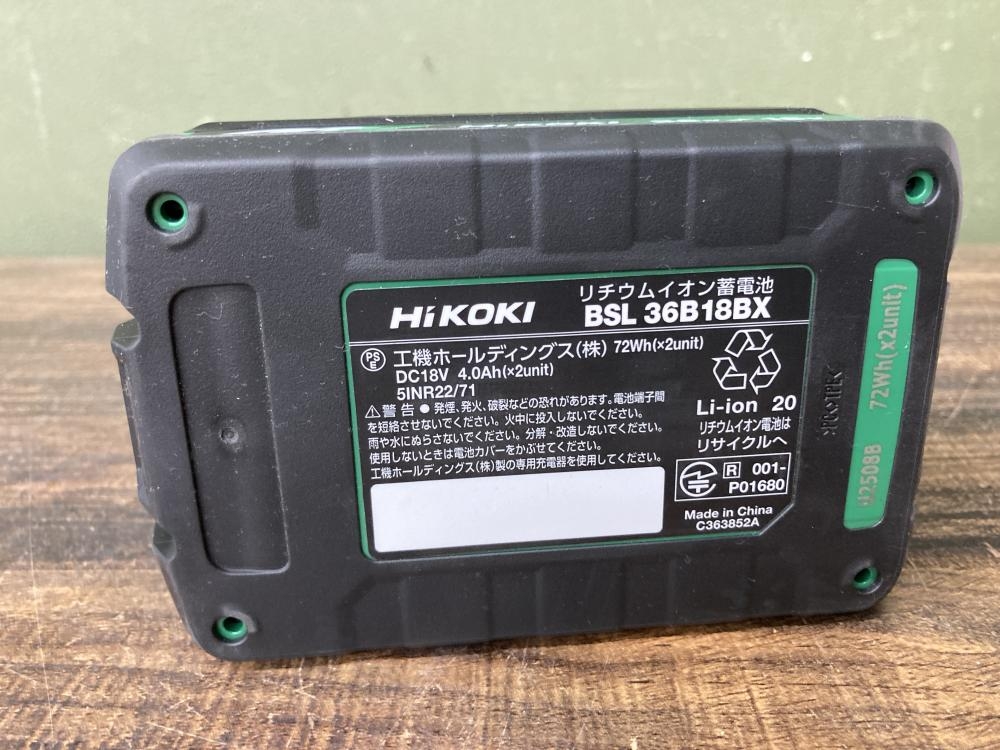 HiKOKI
リチウムイオン蓄電池
BSL 36B18BX
PS E
工機ホールディングス(株) 72Wh(×2unit)
DC18V 4.0Ah(×2unit)
5INR22/71
⚠警告 ● 発煙、発火、破裂などの恐れがあります。電池端子間
を短絡させないでください。火中に投入しないでください。
雨や水にぬらさないでください。分解・改造しないでください。
使用しないときは電池カバーをかぶせてください。
工機ホールディングス(株)製の専用充電器を使用してください。
Li-ion 20
リチウムイオン電池は
リサイクルへ
R 001-
P01680
Made in China
C363852A
>PC+TPE<
72Wh(x2unit)